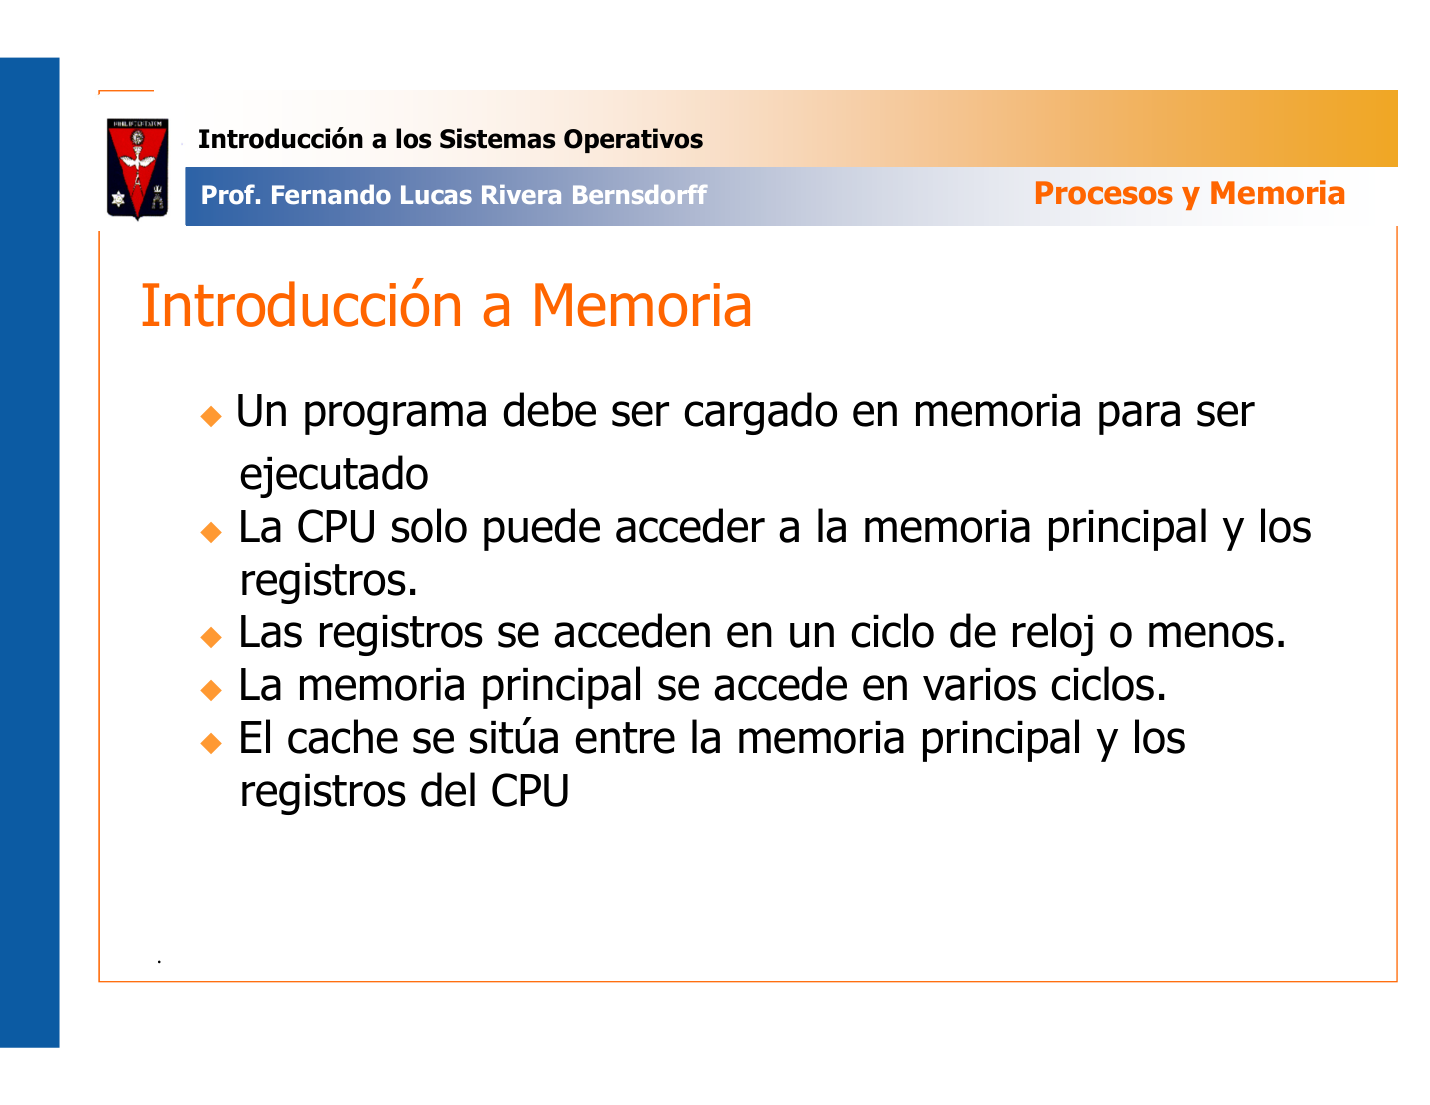 Introducción a los Sistemas Operativos
Prof. Fernando Lucas Rivera Bernsdorff
Procesos y Memoria
Introducción a Memoria
Un programa debe ser cargado en memoria para ser
ejecutado
La CPU solo puede acceder a la memoria principal y los
registros.
Las registros se acceden en un ciclo de reloj o menos.
La memoria principal se accede en varios ciclos.
El cache se sitúa entre la memoria principal y los
registros del CPU
.